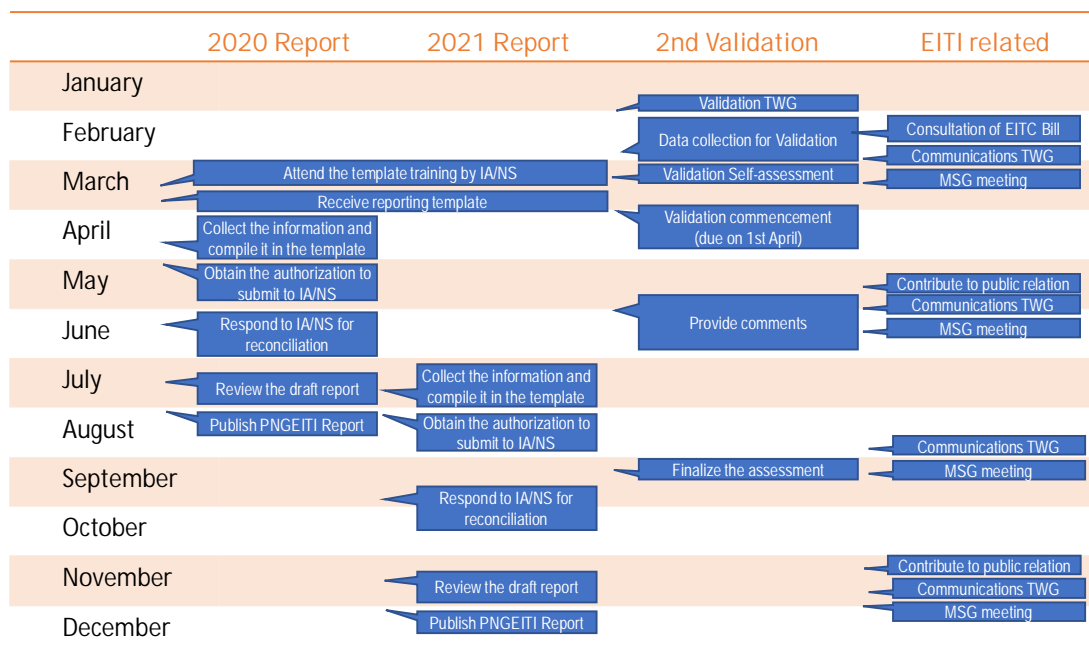 2020 Report
2021 Report
2nd Validation
EITI related
January
Validation TWG
February
Data collection for Validation
Consultation of EITC Bill
Communications TWG
March
Attend the template training by IA/NS
Validation Self-assessment
MSG meeting
Receive reporting template
April
Collect the information and
compile it in the template
Validation commencement
(due on 1st April)
May
Obtain the authorization to
submit to IA/NS
Contribute to public relation
Communications TWG
June
Respond to IA/NS for
reconciliation
Provide comments
MSG meeting
July
Review the draft report
Collect the information and
compile it in the template
August
Publish PNGEITI Report
Obtain the authorization to
submit to IA/NS
Communications TWG
September
Finalize the assessment
MSG meeting
Respond to IA/NS for
reconciliation
October
November
Review the draft report
Contribute to public relation
Communications TWG
December
Publish PNGEITI Report
MSG meeting